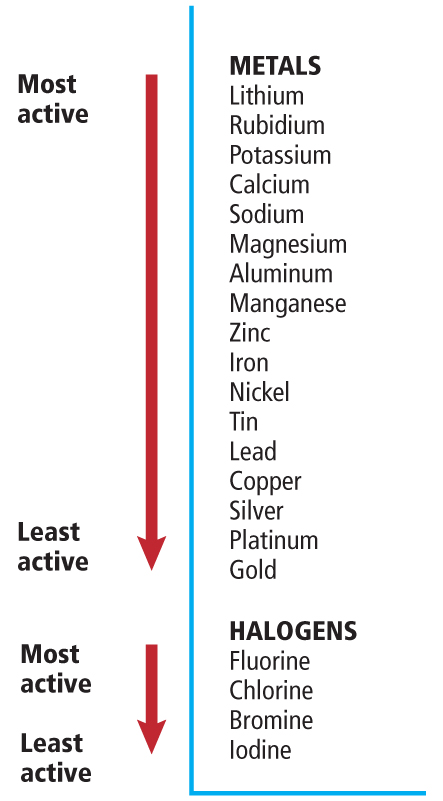 Most
active
METALS
Lithium
Rubidium
Potassium
Calcium
Sodium
Magnesium
Aluminum
Manganese
Zinc
Iron
Nickel
Tin
Lead
Copper
Silver
Platinum
Gold
Least
active
HALOGENS
Fluorine
Chlorine
Bromine
Iodine
Most
active
Least
active